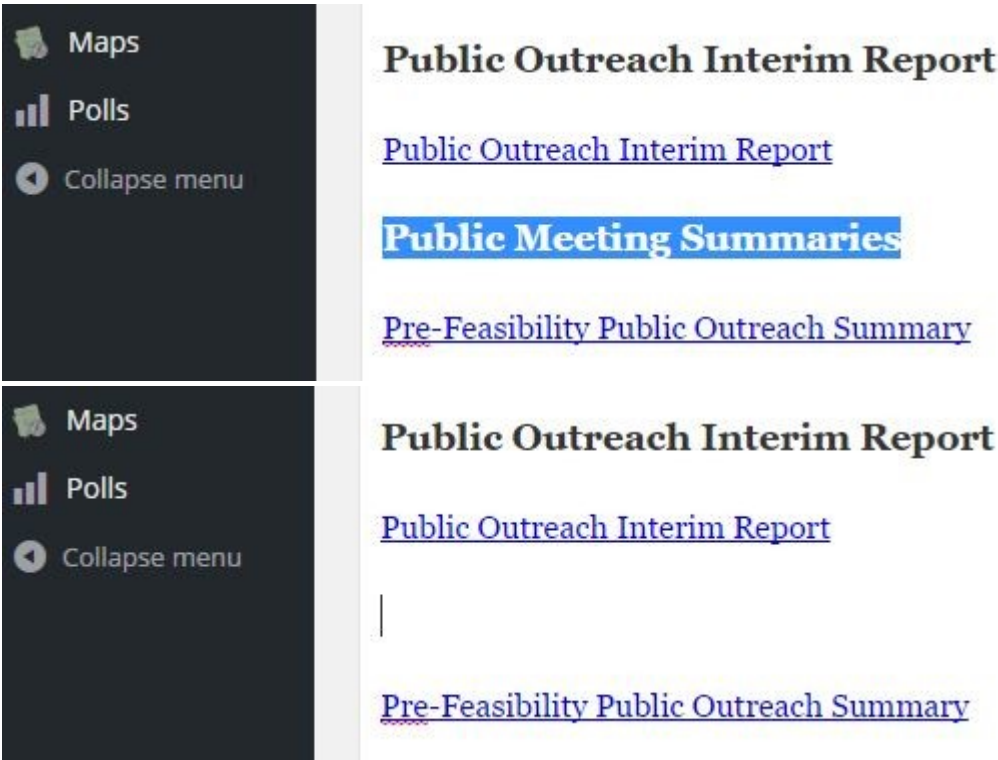 Maps
Polls
Collapse menu
Public Outreach Interim Report
Public Outreach Interim Report
Public Meeting Summaries
Pre-Feasibility Public Outreach Summary
Maps
Polls
Collapse menu
Public Outreach Interim Report
Public Outreach Interim Report
Pre-Feasibility Public Outreach Summary